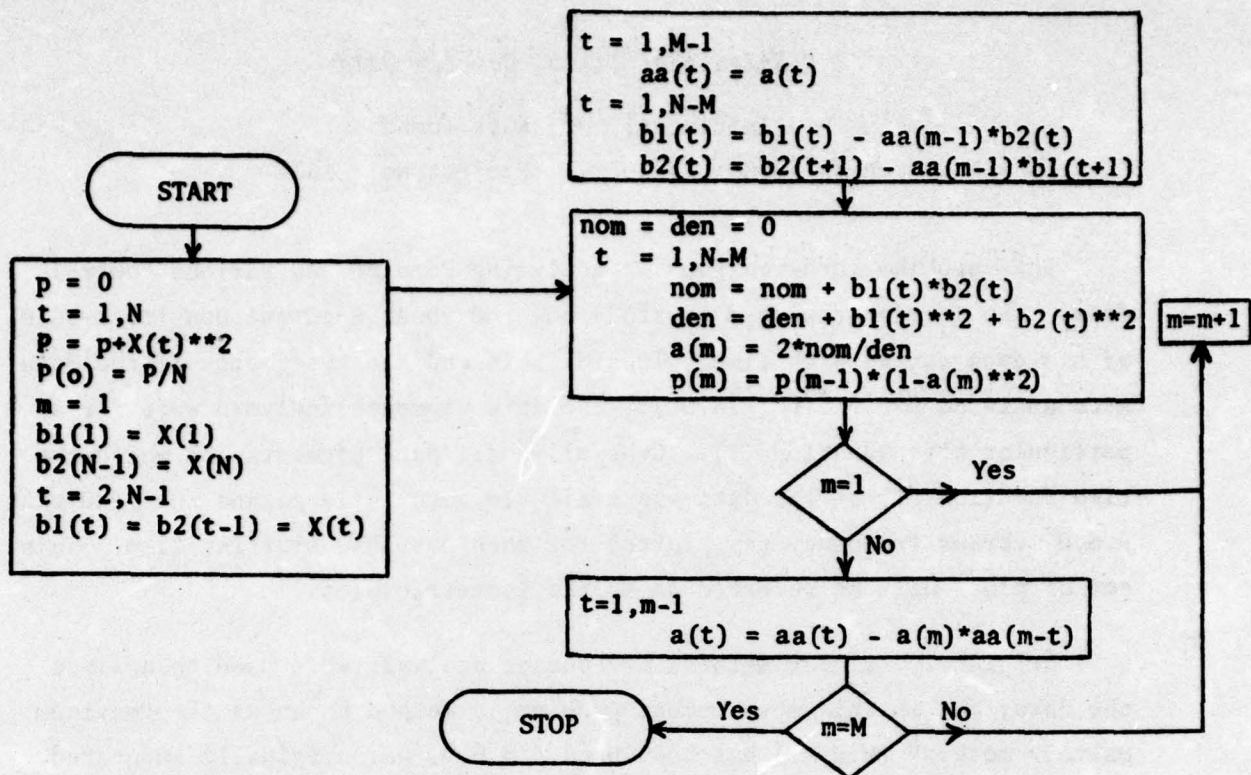 START
p = 0
t = 1,N
P = p+X(t)**2
P(o) = P/N
m = 1
b1(1) = X(1)
b2(N-1) = X(N)
t = 2,N-1
b1(t) = b2(t-1) = X(t)
t = 1,M-1
aa(t) = a(t)
t = 1,N-M
b1(t) = b1(t) - aa(m-1)*b2(t)
b2(t) = b2(t+1) - aa(m-1)*b1(t+1)
nom = den = 0
t = 1,N-M
nom = nom + b1(t)*b2(t)
den = den + b1(t)**2 + b2(t)**2
a(m) = 2*nom/den
p(m) = p(m-1)*(1-a(m)**2)
m=m+1
m=1
Yes
No
t=1,m-1
a(t) = aa(t) - a(m)*aa(m-t)
m=M
Yes
No
STOP